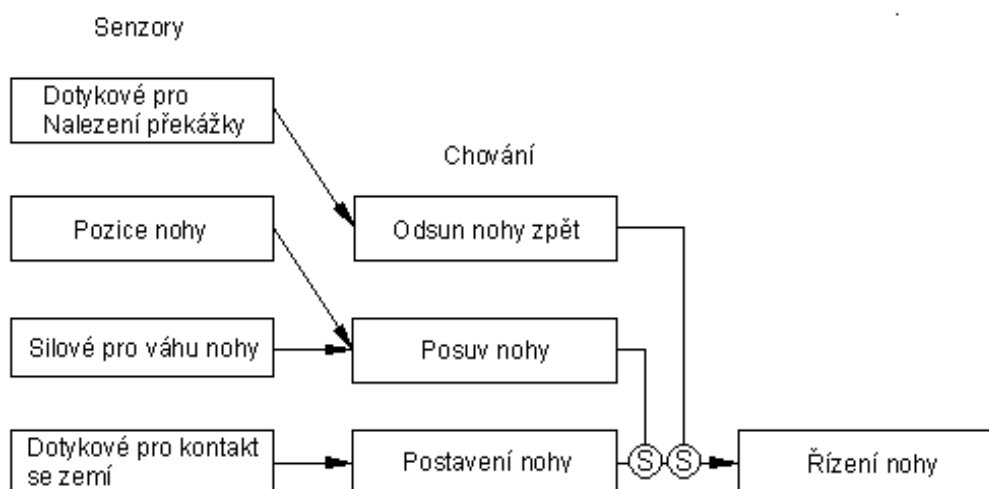 Senzory
Dotykové pro
Nalezení překážky
Chování
Pozice nohy
Odsun nohy zpět
Silové pro váhu nohy
Posuv nohy
Dotykové pro kontakt
se zemí
Postavení nohy
S
S
Řízení nohy